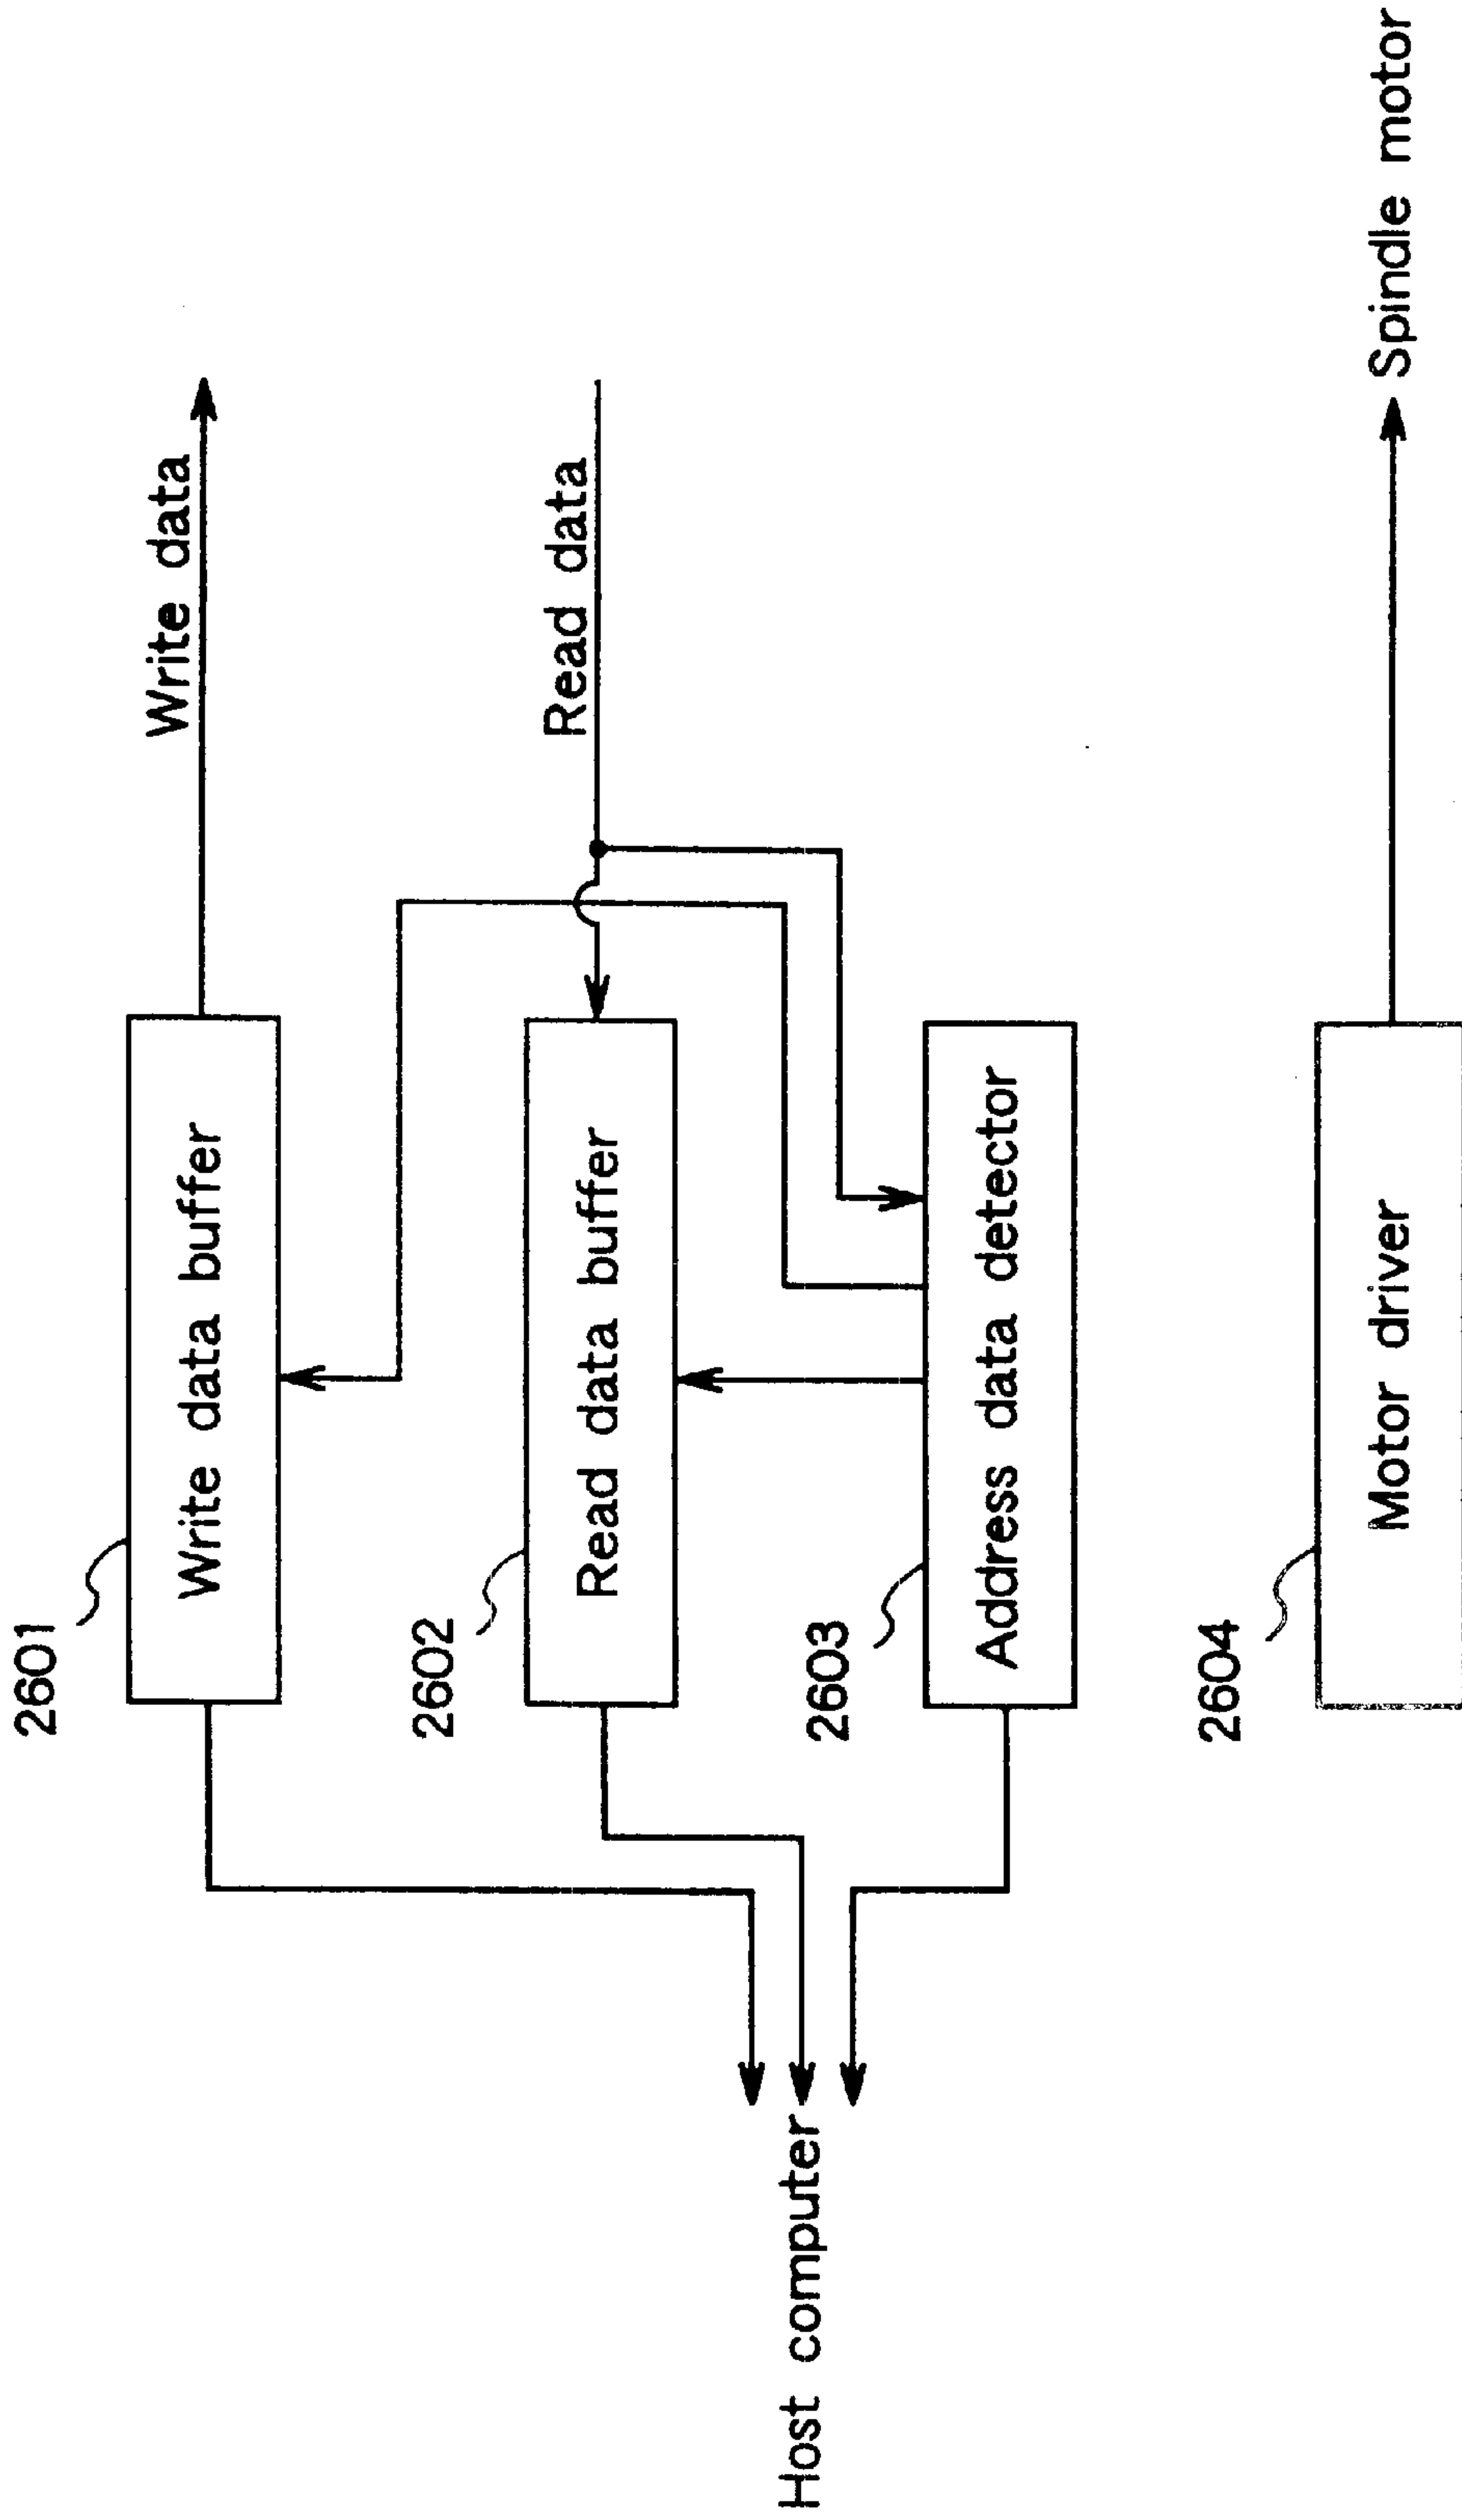 2601
Write data buffer
Write data
2602
Read data buffer
Read data
Host computer
2603
Address data detector
2604
Motor driver
Spindle motor